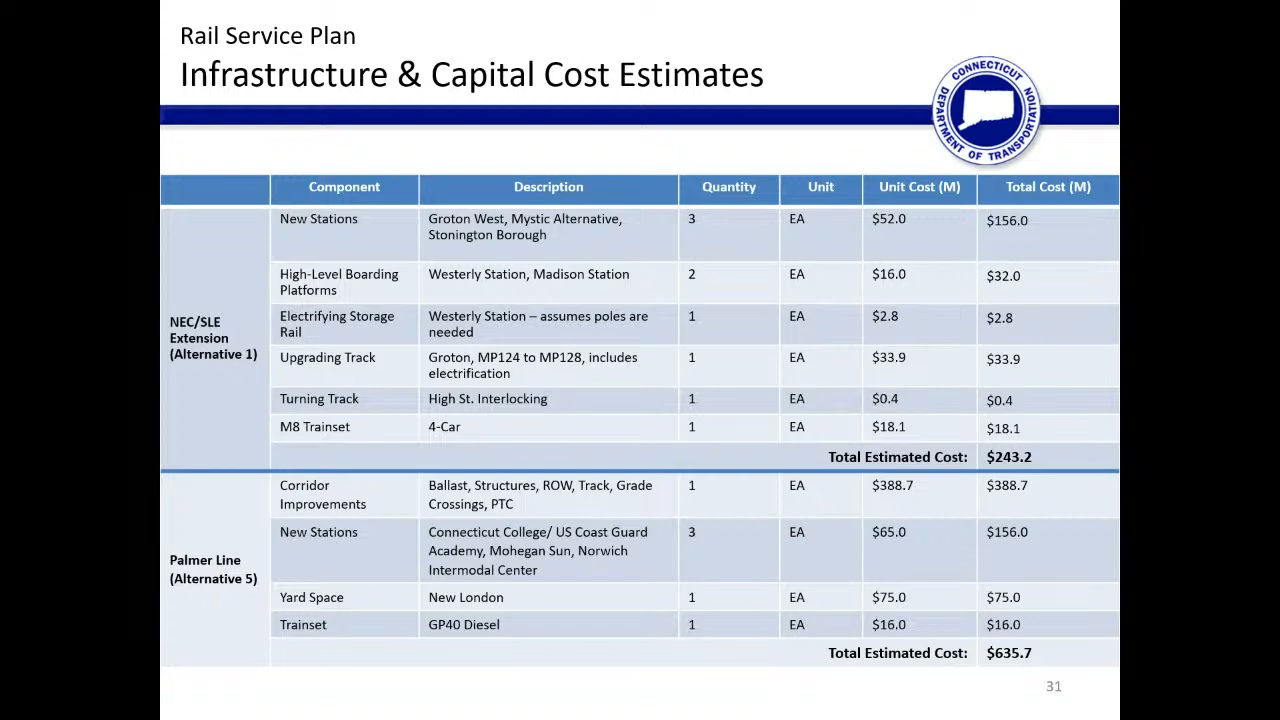 Rail Service Plan
Infrastructure & Capital Cost Estimates
CONNECTICUT
DEPARTMENT OF TRANSPORTATION
Component Description Quantity Unit Unit Cost (M) Total Cost (M)
NEC/SLE
Extension
(Alternative 1)
New Stations Groton West, Mystic Alternative, 3 EA $52.0 $156.0
Stonington Borough
High-Level Boarding Westerly Station, Madison Station 2 EA $16.0 $32.0
Platforms
Electrifying Storage Westerly Station – assumes poles are 1 EA $2.8 $2.8
Rail needed
Upgrading Track Groton, MP124 to MP128, includes 1 EA $33.9 $33.9
electrification
Turning Track High St. Interlocking 1 EA $0.4 $0.4
M8 Trainset 4-Car 1 EA $18.1 $18.1
Total Estimated Cost: $243.2
Palmer Line
(Alternative 5)
Corridor Ballast, Structures, ROW, Track, Grade 1 EA $388.7 $388.7
Improvements Crossings, PTC
New Stations Connecticut College/ US Coast Guard 3 EA $65.0 $156.0
Academy, Mohegan Sun, Norwich
Intermodal Center
Yard Space New London 1 EA $75.0 $75.0
Trainset GP40 Diesel 1 EA $16.0 $16.0
Total Estimated Cost: $635.7
31